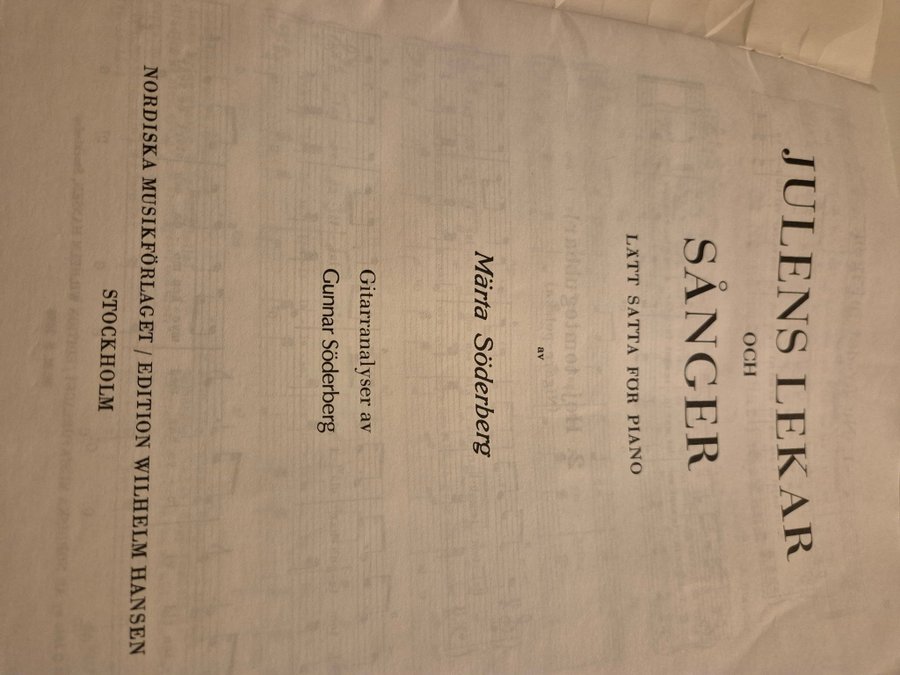 JULENS LEKAR
OCH
SÅNGER
LÄTT SATTA FÖR PIANO
av
Märta Söderberg
Gitarranalyser av
Gunnar Söderberg
NORDISKA MUSIKFÖRLAGET / EDITION WILHELM HANSEN
STOCKHOLM